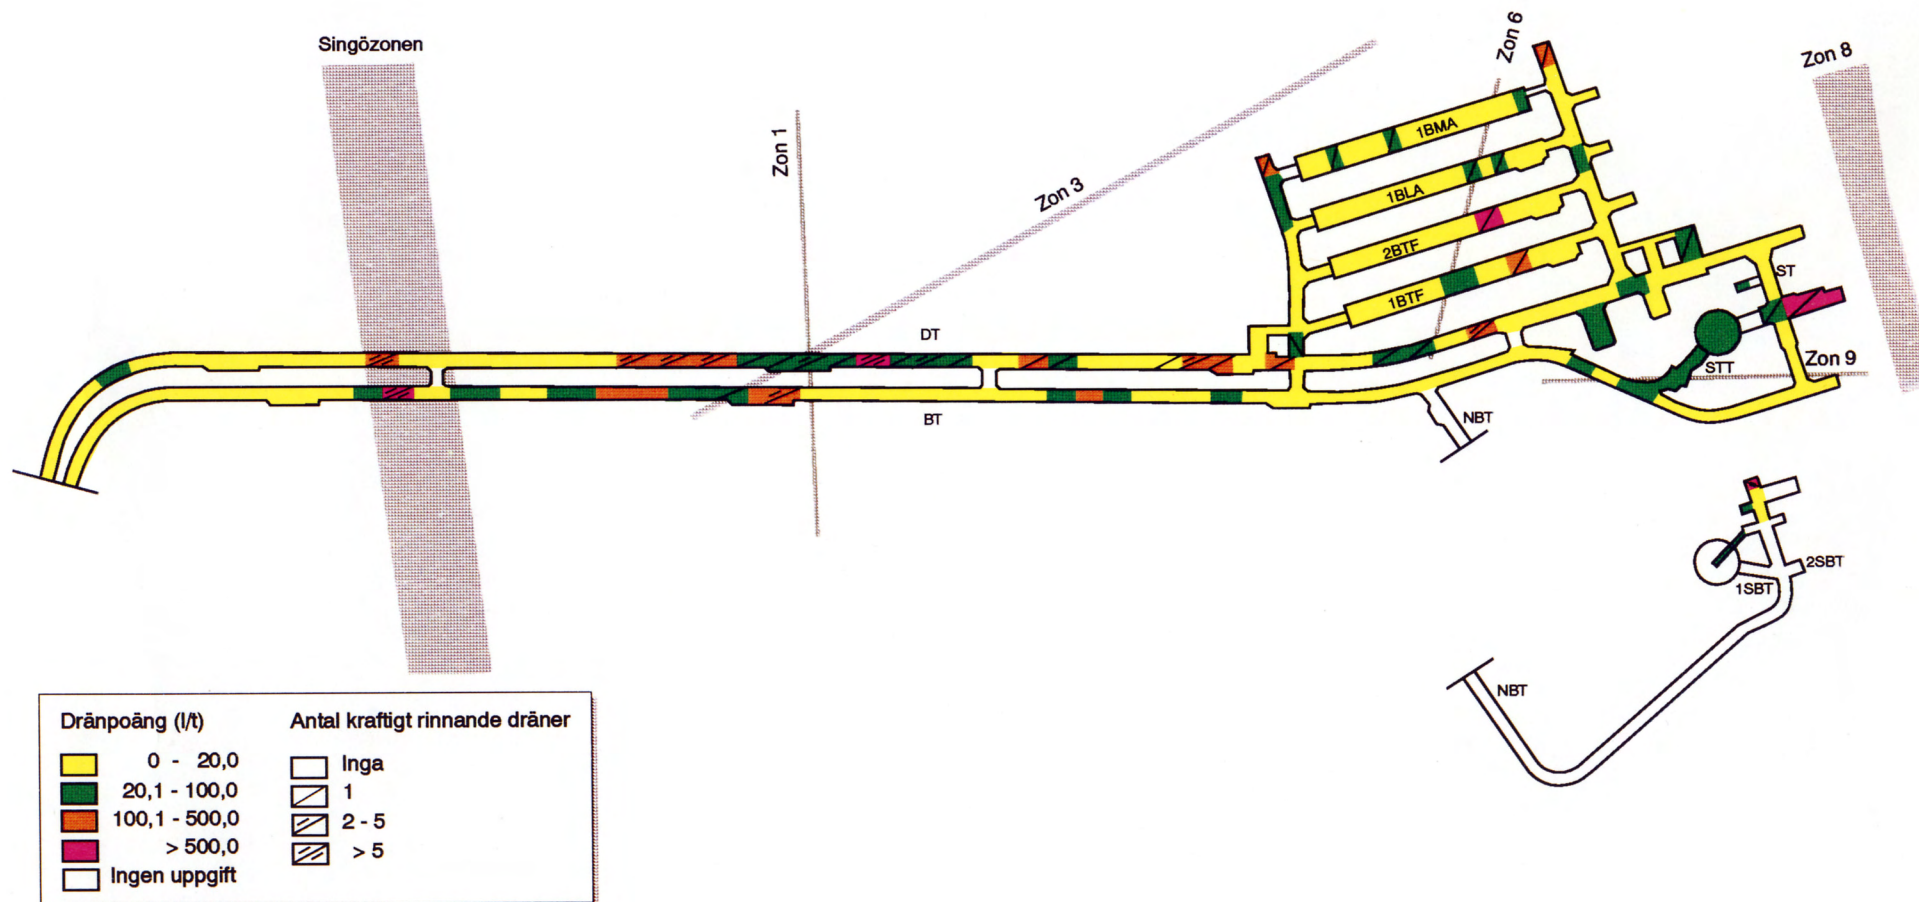 Singözonen
Zon 1
Zon 3
Zon 6
Zon 8
1BMA
1BLA
2BTF
1BTF
ST
DT
STT
Zon 9
BT
NBT
2SBT
1SBT
NBT
Dränpoäng (l/t)
0 - 20,0
20,1 - 100,0
100,1 - 500,0
> 500,0
Ingen uppgift
Antal kraftigt rinnande dräner
Inga
1
2 - 5
> 5